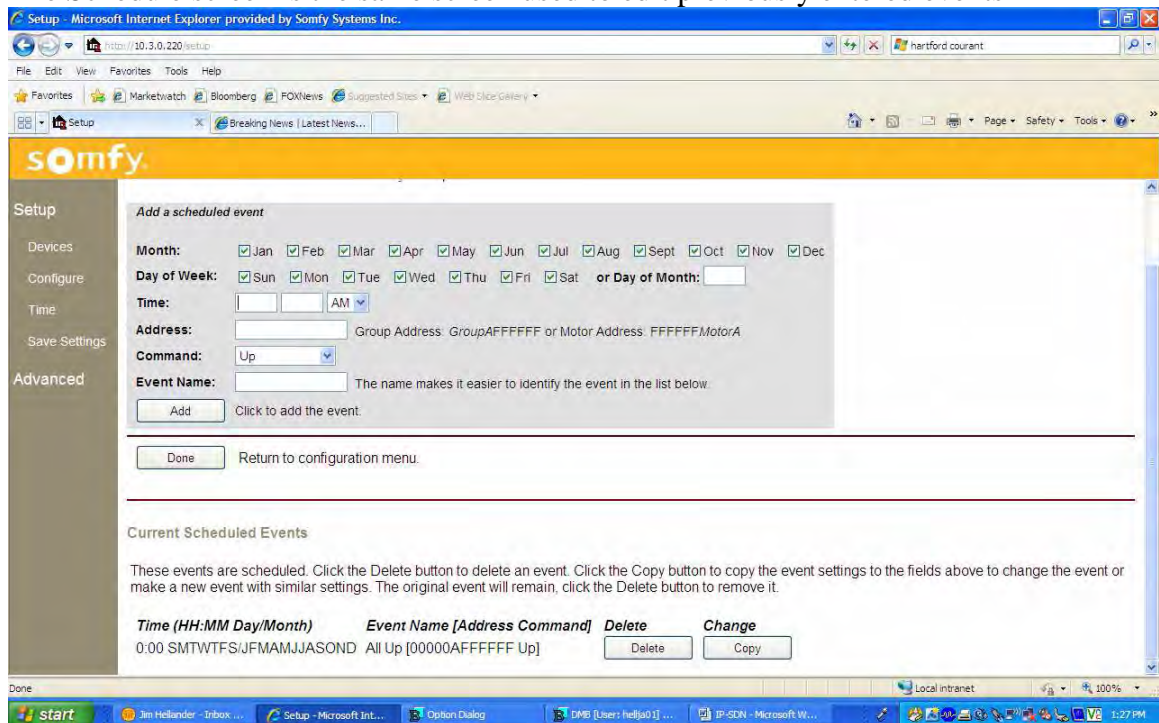 Setup - Microsoft Internet Explorer provided by Somfy Systems Inc.
http://10.3.0.220/setup
hartford courant
File Edit View Favorites Tools Help
Favorites Marketwatch Bloomberg FOXNews Suggested Sites Web Slice Gallery
Setup Breaking News | Latest News... Page Safety Tools
somfy.
Setup
Devices
Configure
Time
Save Settings
Advanced
Add a scheduled event
Month: Jan Feb Mar Apr May Jun Jul Aug Sept Oct Nov Dec
Day of Week: Sun Mon Tue Wed Thu Fri Sat or Day of Month:
Time: AM
Address: Group Address: GroupAFFFFFF or Motor Address: FFFFFFMotorA
Command: Up
Event Name: The name makes it easier to identify the event in the list below.
Add Click to add the event.
Done Return to configuration menu.
Current Scheduled Events
These events are scheduled. Click the Delete button to delete an event. Click the Copy button to copy the event settings to the fields above to change the event or
make a new event with similar settings. The original event will remain, click the Delete button to remove it.
Time (HH:MM Day/Month) Event Name [Address Command] Delete Change
0:00 SMTWTFS/JFMAMJJASOND All Up [00000AFFFFFF Up] Delete Copy
Done Local intranet 100%
start Jim Hellander - Inbox ... Setup - Microsoft Int... Option Dialog DMB [User: hellja01] ... IP-SDN - Microsoft W... 1:27 PM